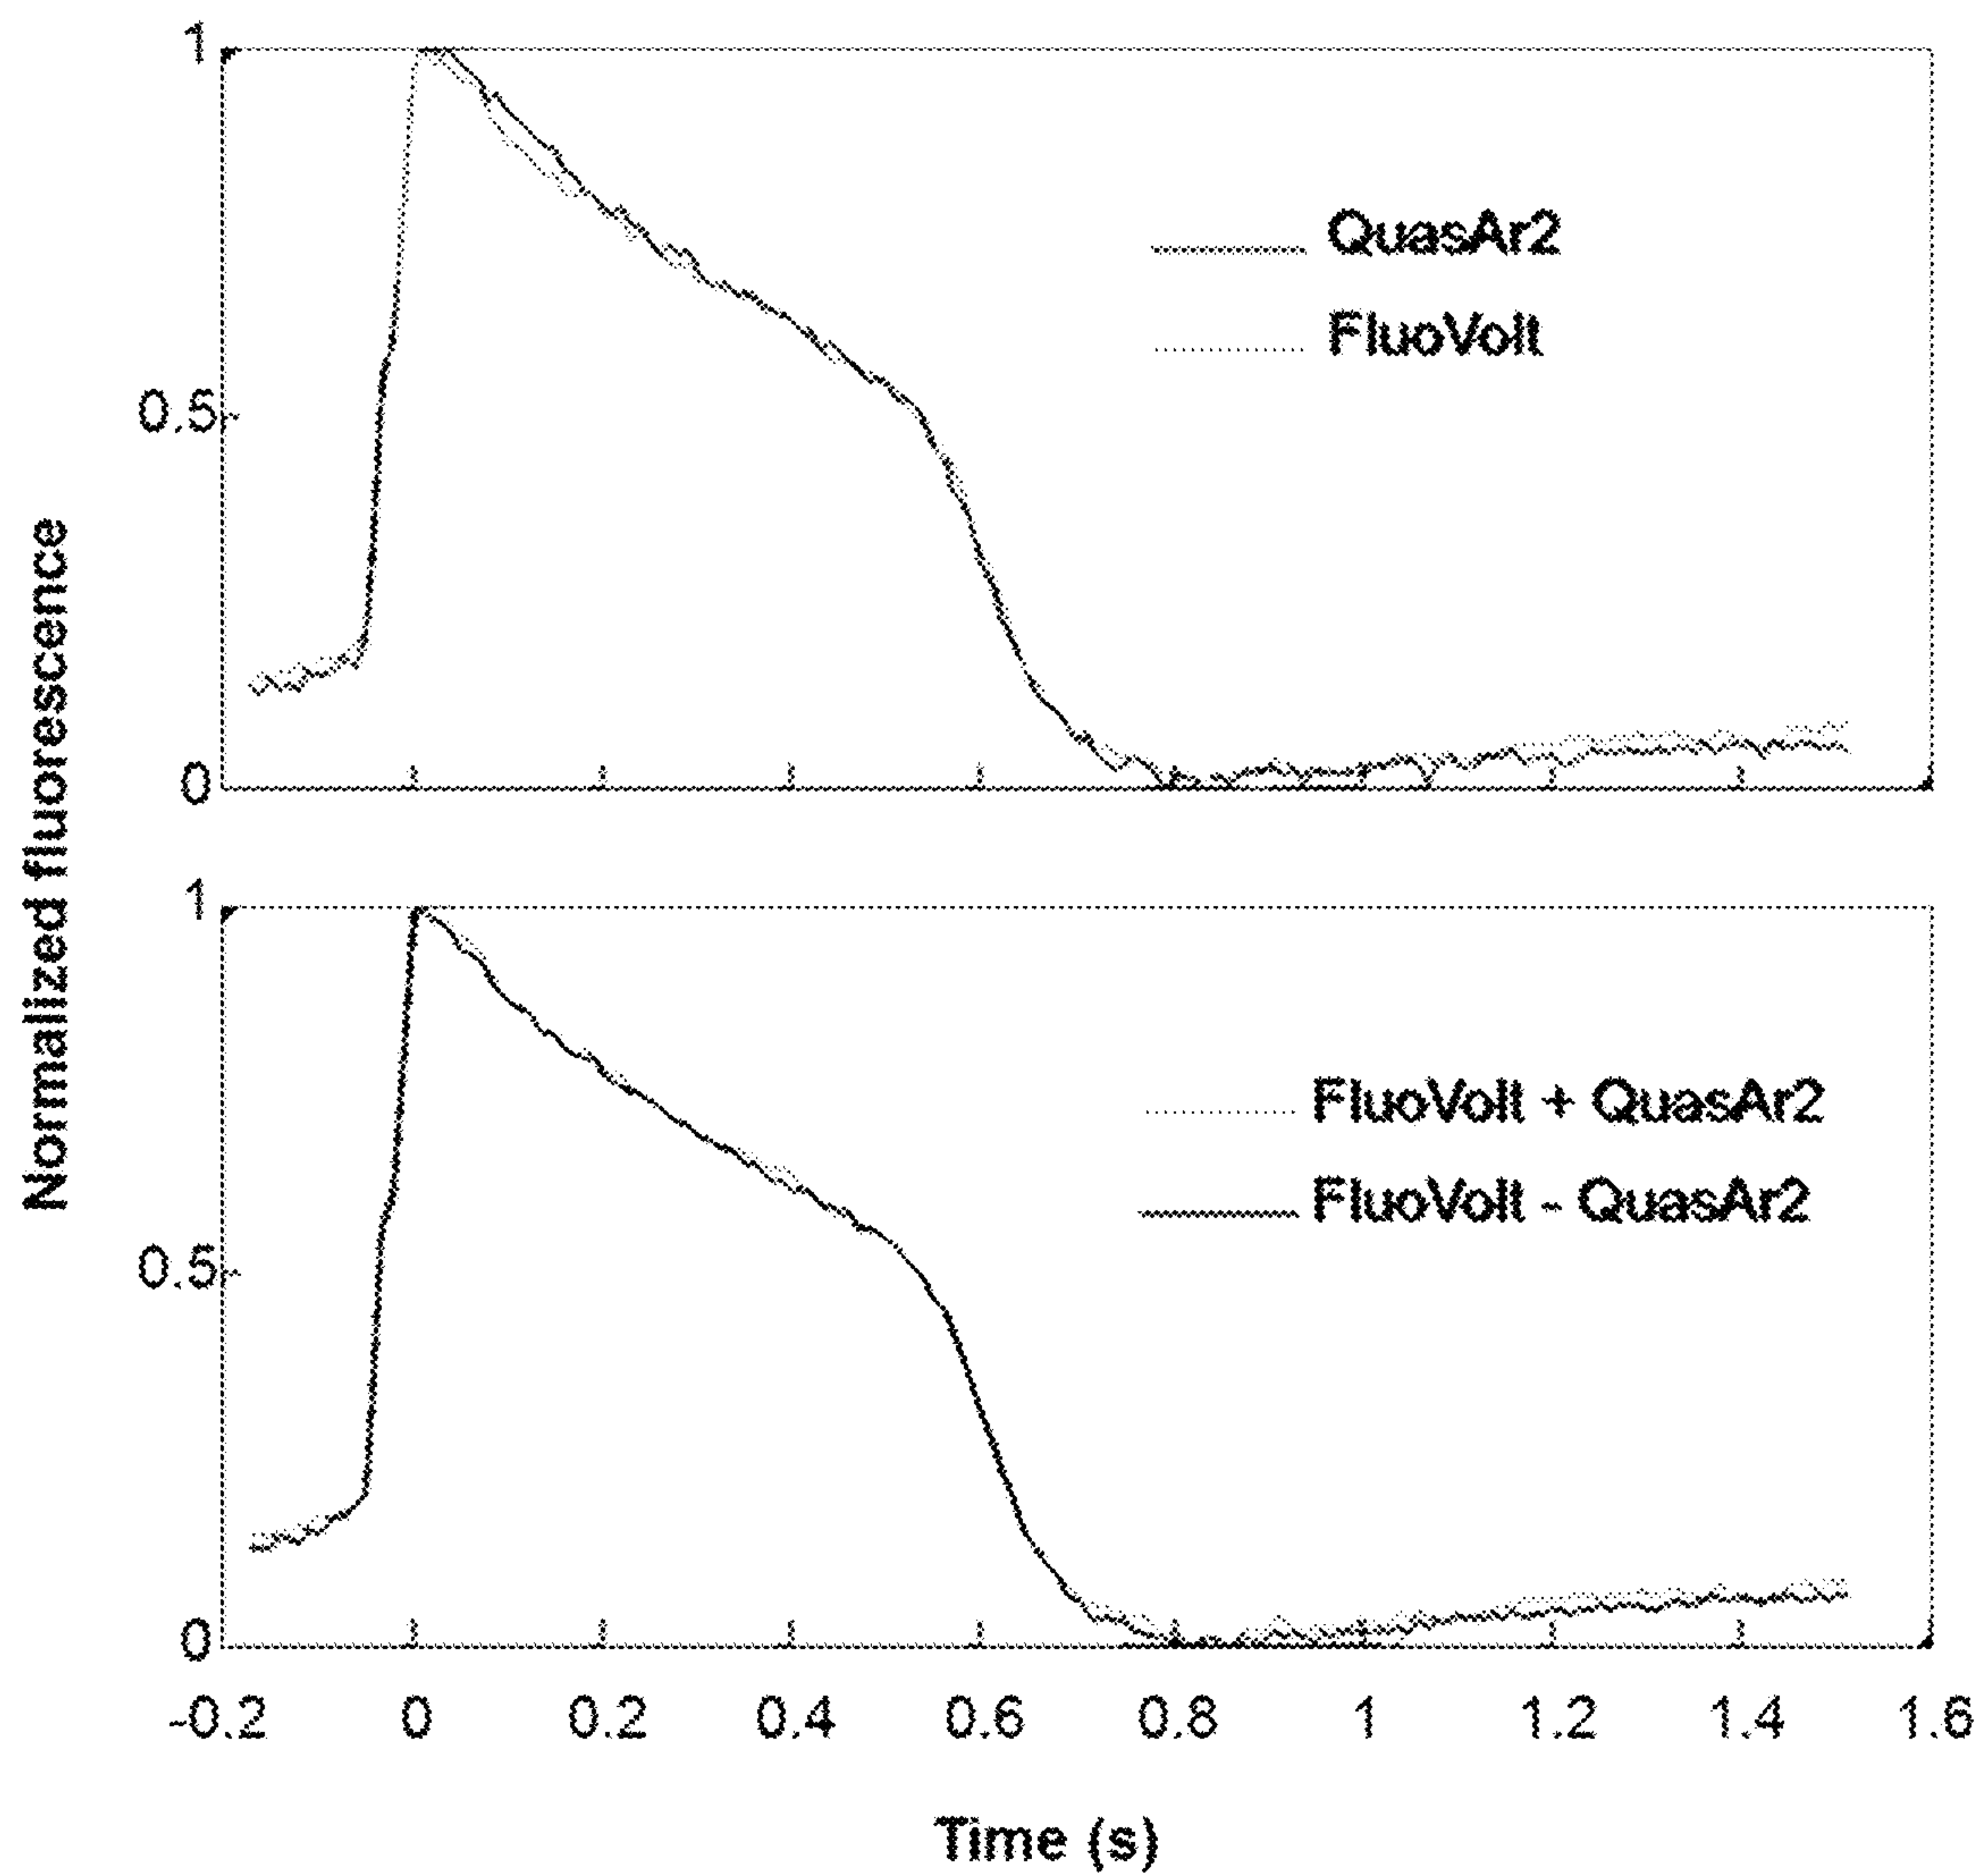 Normalized fluorescence
1
0.5
0
QuasAr2
FluoVolt
1
0.5
0
FluoVolt + QuasAr2
FluoVolt - QuasAr2
-0.2 0 0.2 0.4 0.6 0.8 1 1.2 1.4 1.6
Time (s)